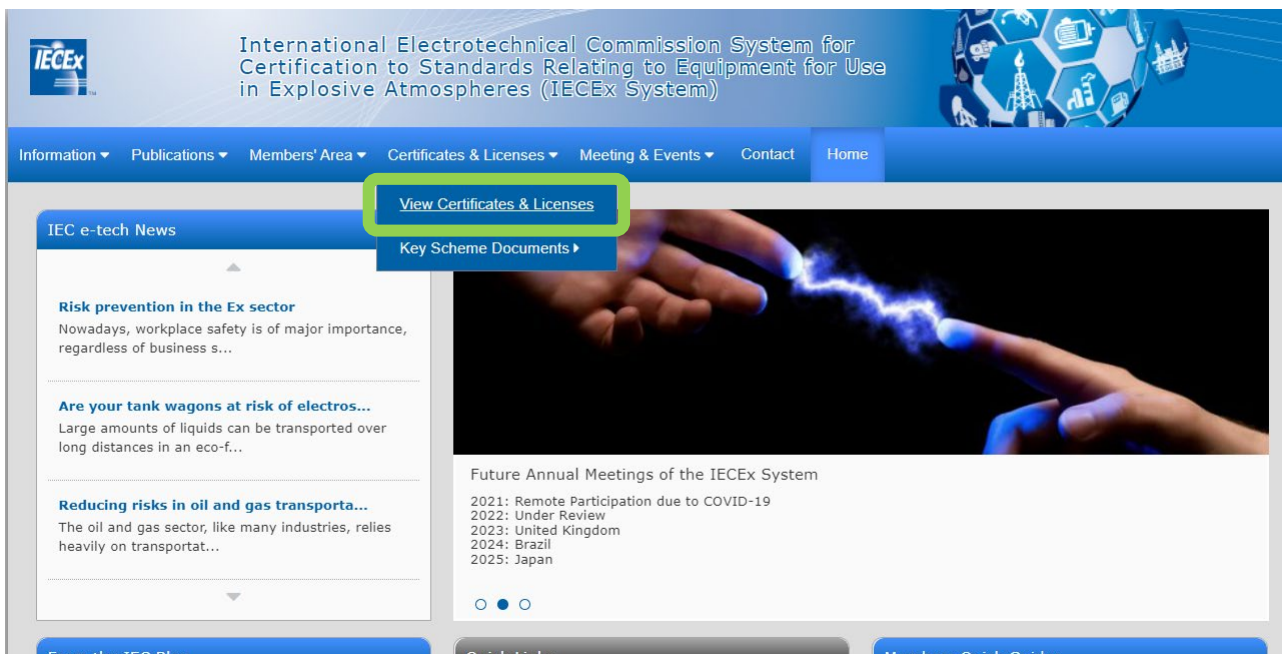 IECEx
TM
International Electrotechnical Commission System for
Certification to Standards Relating to Equipment for Use
in Explosive Atmospheres (IECEx System)
Information Publications Members' Area Certificates & Licenses Meeting & Events Contact Home
View Certificates & Licenses
Key Scheme Documents
IEC e-tech News
Risk prevention in the Ex sector
Nowadays, workplace safety is of major importance,
regardless of business s...
Are your tank wagons at risk of electros...
Large amounts of liquids can be transported over
long distances in an eco-f...
Reducing risks in oil and gas transporta...
The oil and gas sector, like many industries, relies
heavily on transportat...
Future Annual Meetings of the IECEx System
2021: Remote Participation due to COVID-19
2022: Under Review
2023: United Kingdom
2024: Brazil
2025: Japan